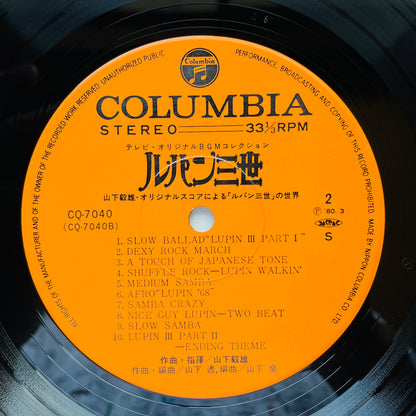 ALL RIGHTS OF THE MANUFACTURER AND OF THE OWNER OF THE RECORDED WORK RESERVED. UNAUTHORIZED PUBLIC PERFORMANCE, BROADCASTING AND COPYING OF THIS RECORD PROHIBITED. MADE BY NIPPON COLUMBIA CO. LTD.
Columbia
COLUMBIA
STEREO 33⅓RPM
テレビ・オリジナルBGMコレクション
ルパン三世
山下毅雄・オリジナルスコアによる「ルパン三世」の世界
CQ-7040
(CQ-7040B)
2
Ⓟ 80. 3
S
1. SLOW BALLAD"LUPIN III PART I"
2. DEXY ROCK MARCH
3. A TOUCH OF JAPANESE TONE
4. SHUFFLE ROCK—LUPIN WALKIN'
5. MEDIUM SAMBA
6. AFRO"LUPIN '68"
7. SAMBA CRAZY
8. NICE GUY LUPIN—TWO BEAT
9. SLOW SAMBA
10. LUPIN III PART II
—ENDING THEME
作曲・指揮／山下毅雄
作曲・編曲／山下 透、編曲／山下 泉